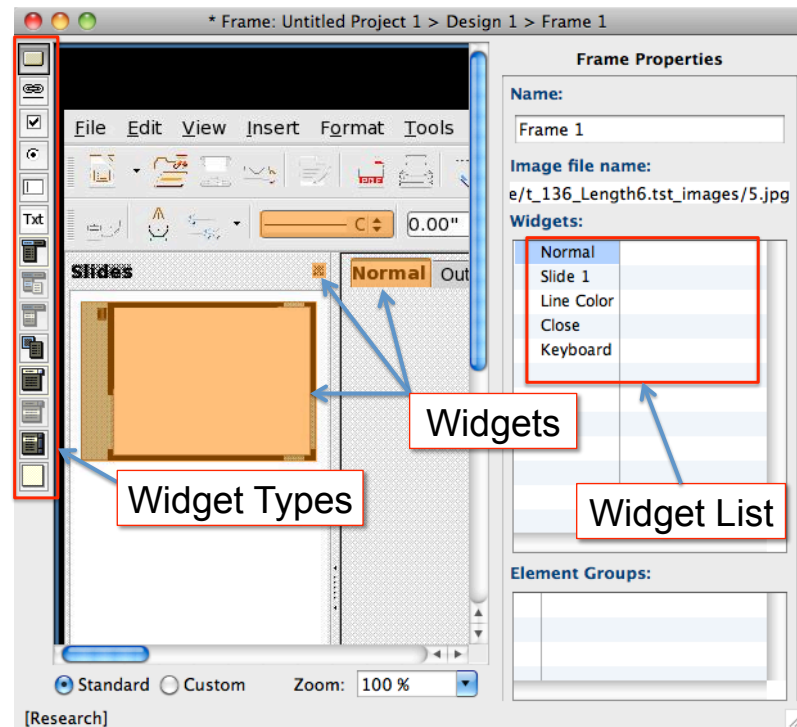 * Frame: Untitled Project 1 > Design 1 > Frame 1
File Edit View Insert Format Tools
C 0.00"
Slides
Normal Out
Txt
Widgets
Widget Types
Standard Custom Zoom: 100 %
[Research]
Frame Properties
Name:
Frame 1
Image file name:
e/t_136_Length6.tst_images/5.jpg
Widgets:
Normal
Slide 1
Line Color
Close
Keyboard
Widget List
Element Groups: